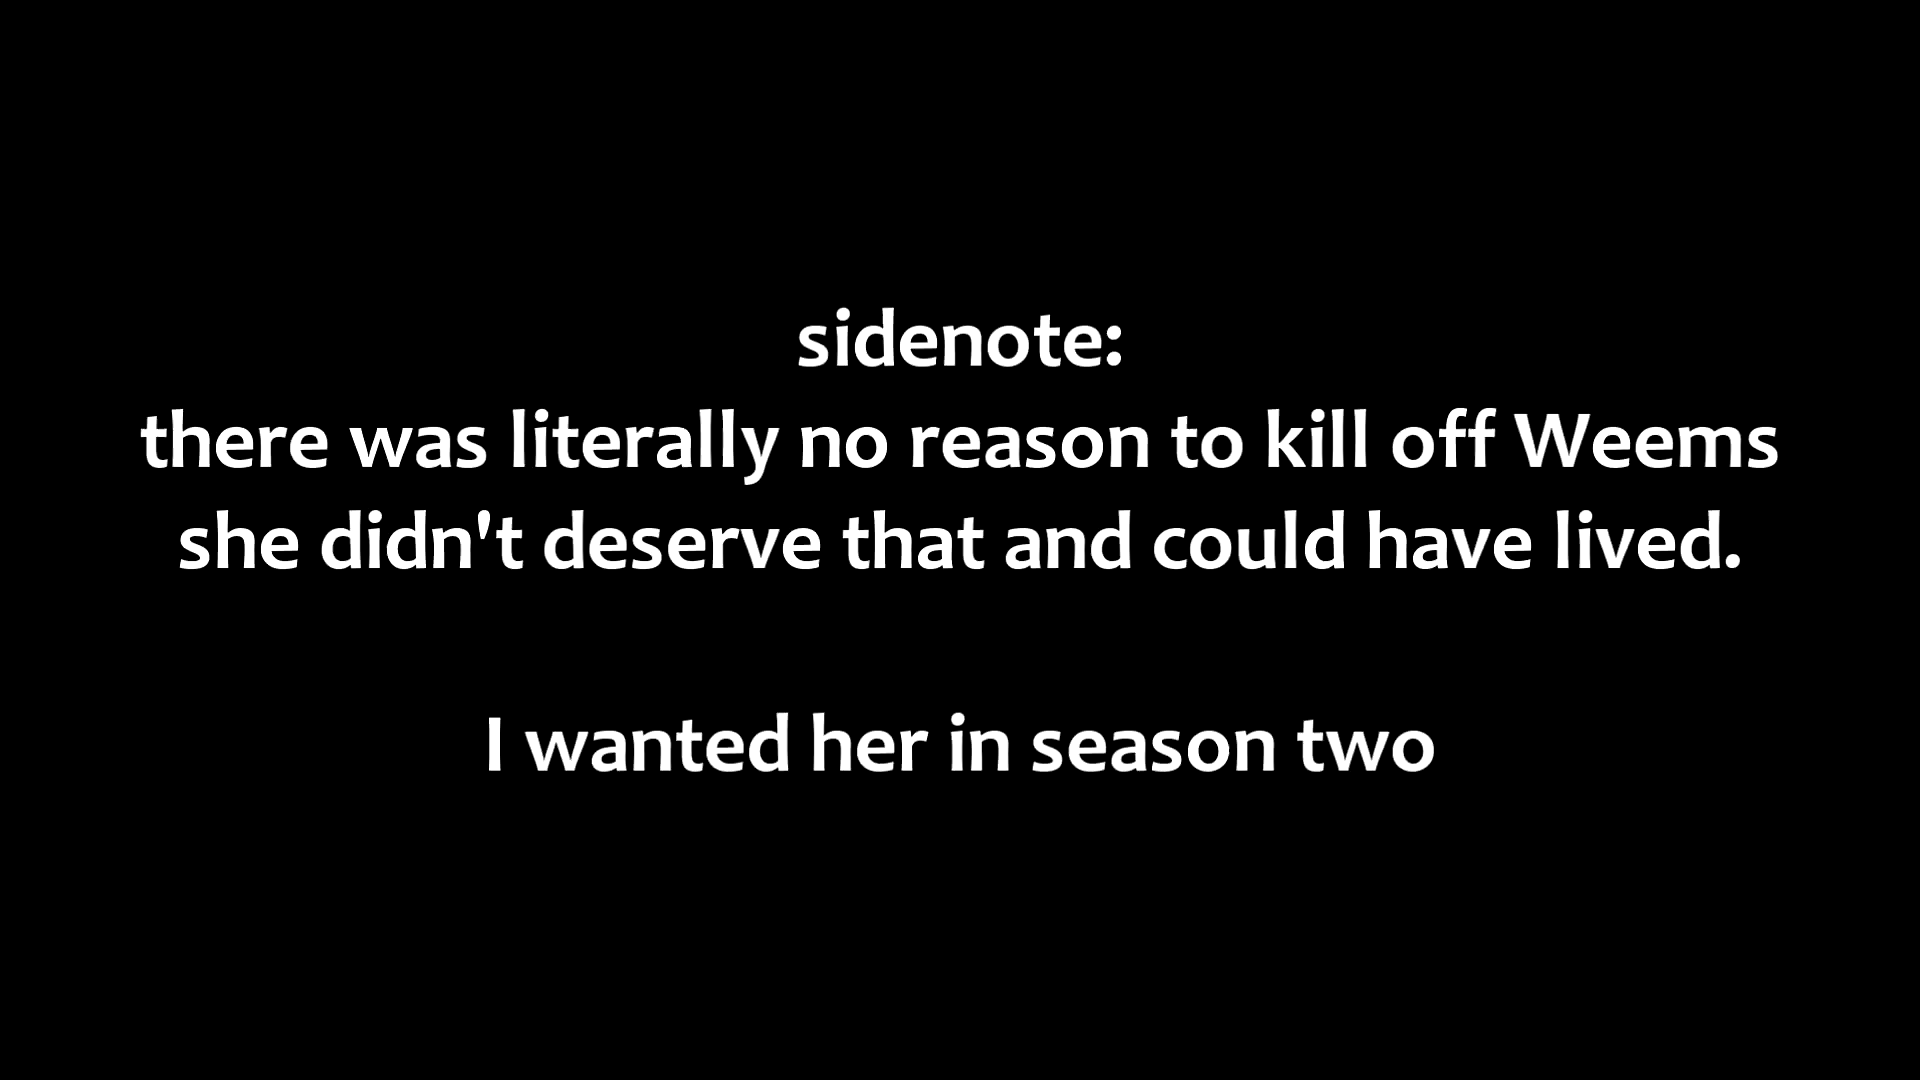 sidenote:
there was literally no reason to kill off Weems
she didn't deserve that and could have lived.
I wanted her in season two